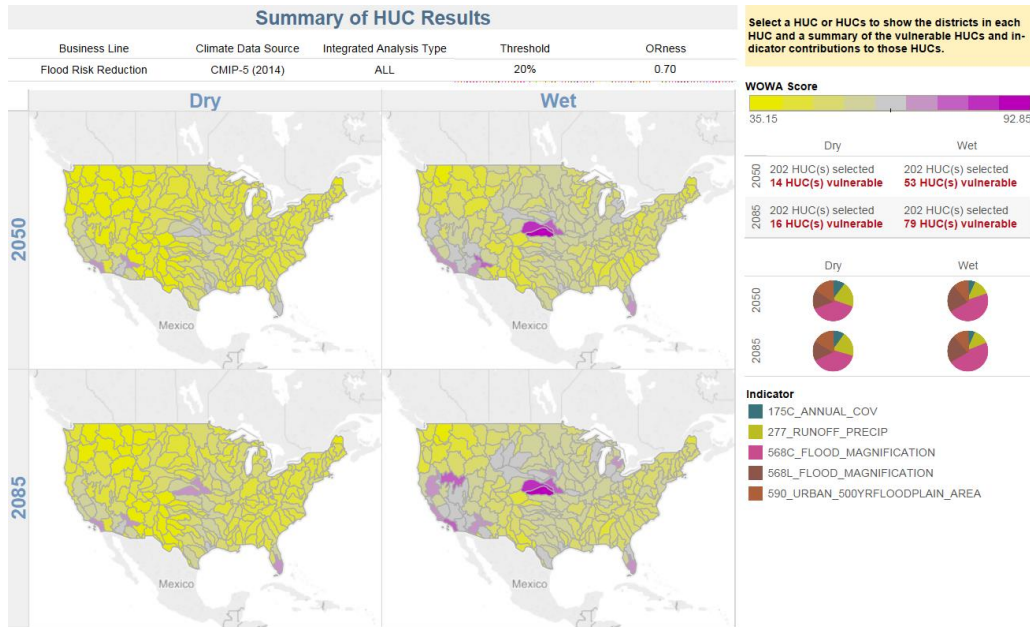 Summary of HUC Results
Business Line Climate Data Source Integrated Analysis Type Threshold ORness
Flood Risk Reduction CMIP-5 (2014) ALL 20% 0.70
Dry Wet
2050
Mexico
Mexico
2085
Mexico
Mexico
Select a HUC or HUCs to show the districts in each
HUC and a summary of the vulnerable HUCs and in-
dicator contributions to those HUCs.
WOWA Score
35.15 92.85
Dry Wet
2050
202 HUC(s) selected 202 HUC(s) selected
14 HUC(s) vulnerable 53 HUC(s) vulnerable
2085
202 HUC(s) selected 202 HUC(s) selected
16 HUC(s) vulnerable 79 HUC(s) vulnerable
Dry Wet
2050
2085
Indicator
175C_ANNUAL_COV
277_RUNOFF_PRECIP
568C_FLOOD_MAGNIFICATION
568L_FLOOD_MAGNIFICATION
590_URBAN_500YRFLOODPLAIN_AREA